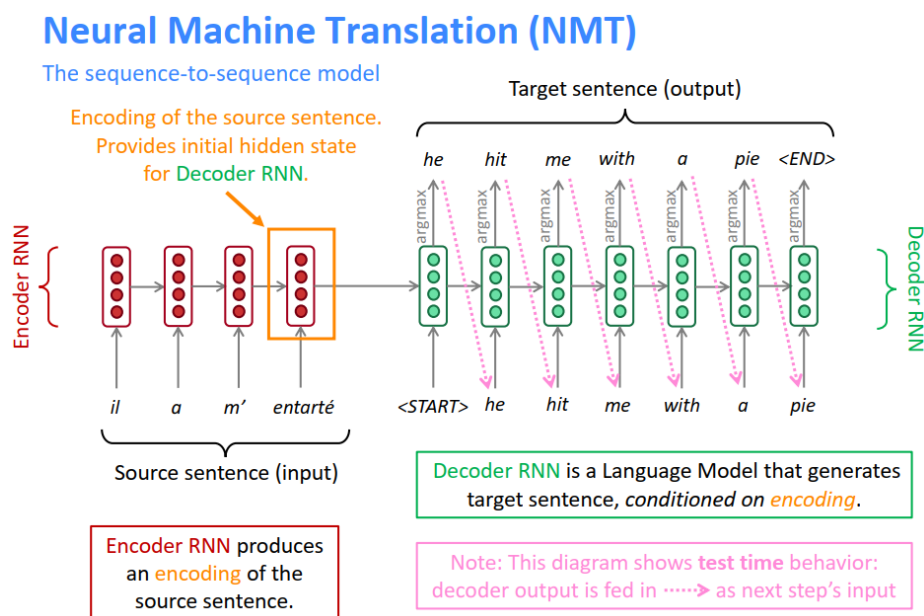 Neural Machine Translation (NMT)
The sequence-to-sequence model
Encoding of the source sentence.
Provides initial hidden state
for Decoder RNN.
Target sentence (output)
he hit me with a pie <END>
argmax argmax argmax argmax argmax argmax argmax
Encoder RNN
Decoder RNN
il a m’ entarté <START> he hit me with a pie
Source sentence (input)
Decoder RNN is a Language Model that generates
target sentence, conditioned on encoding.
Encoder RNN produces
an encoding of the
source sentence.
Note: This diagram shows test time behavior:
decoder output is fed in as next step’s input